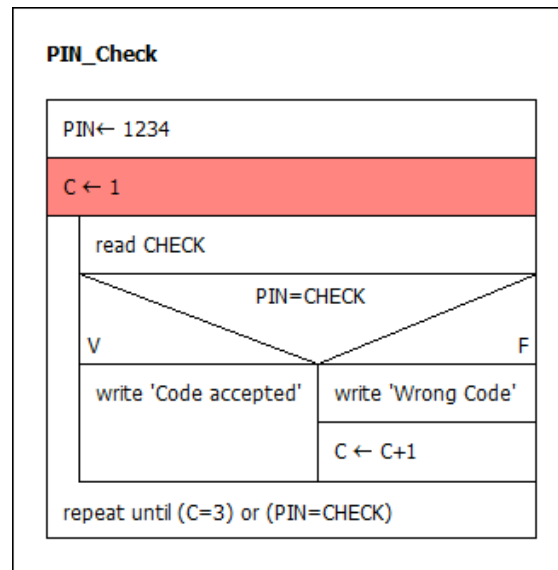 PIN_Check
PIN← 1234
C ← 1
read CHECK
PIN=CHECK
V
F
write 'Code accepted'
write 'Wrong Code'
C ← C+1
repeat until (C=3) or (PIN=CHECK)